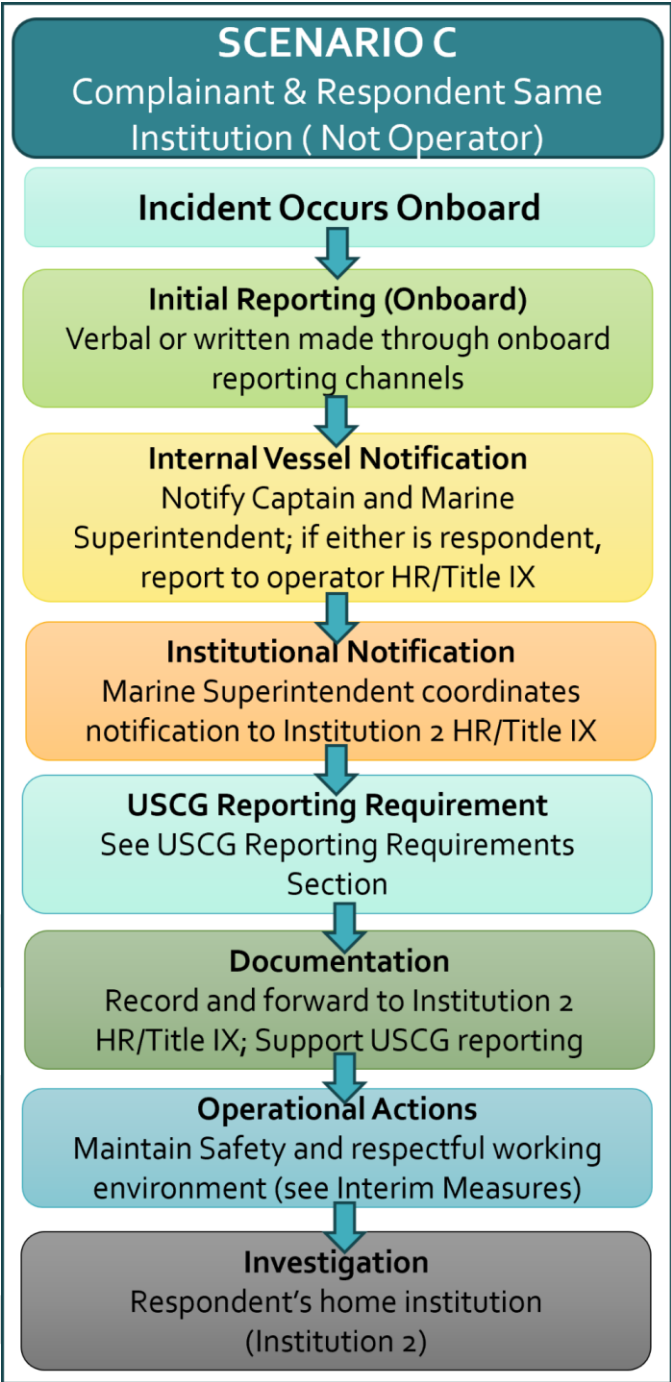 SCENARIO C
Complainant & Respondent Same
Institution ( Not Operator)
Incident Occurs Onboard
Initial Reporting (Onboard)
Verbal or written made through onboard
reporting channels
Internal Vessel Notification
Notify Captain and Marine
Superintendent; if either is respondent,
report to operator HR/Title IX
Institutional Notification
Marine Superintendent coordinates
notification to Institution 2 HR/Title IX
USCG Reporting Requirement
See USCG Reporting Requirements
Section
Documentation
Record and forward to Institution 2
HR/Title IX; Support USCG reporting
Operational Actions
Maintain Safety and respectful working
environment (see Interim Measures)
Investigation
Respondent’s home institution
(Institution 2)